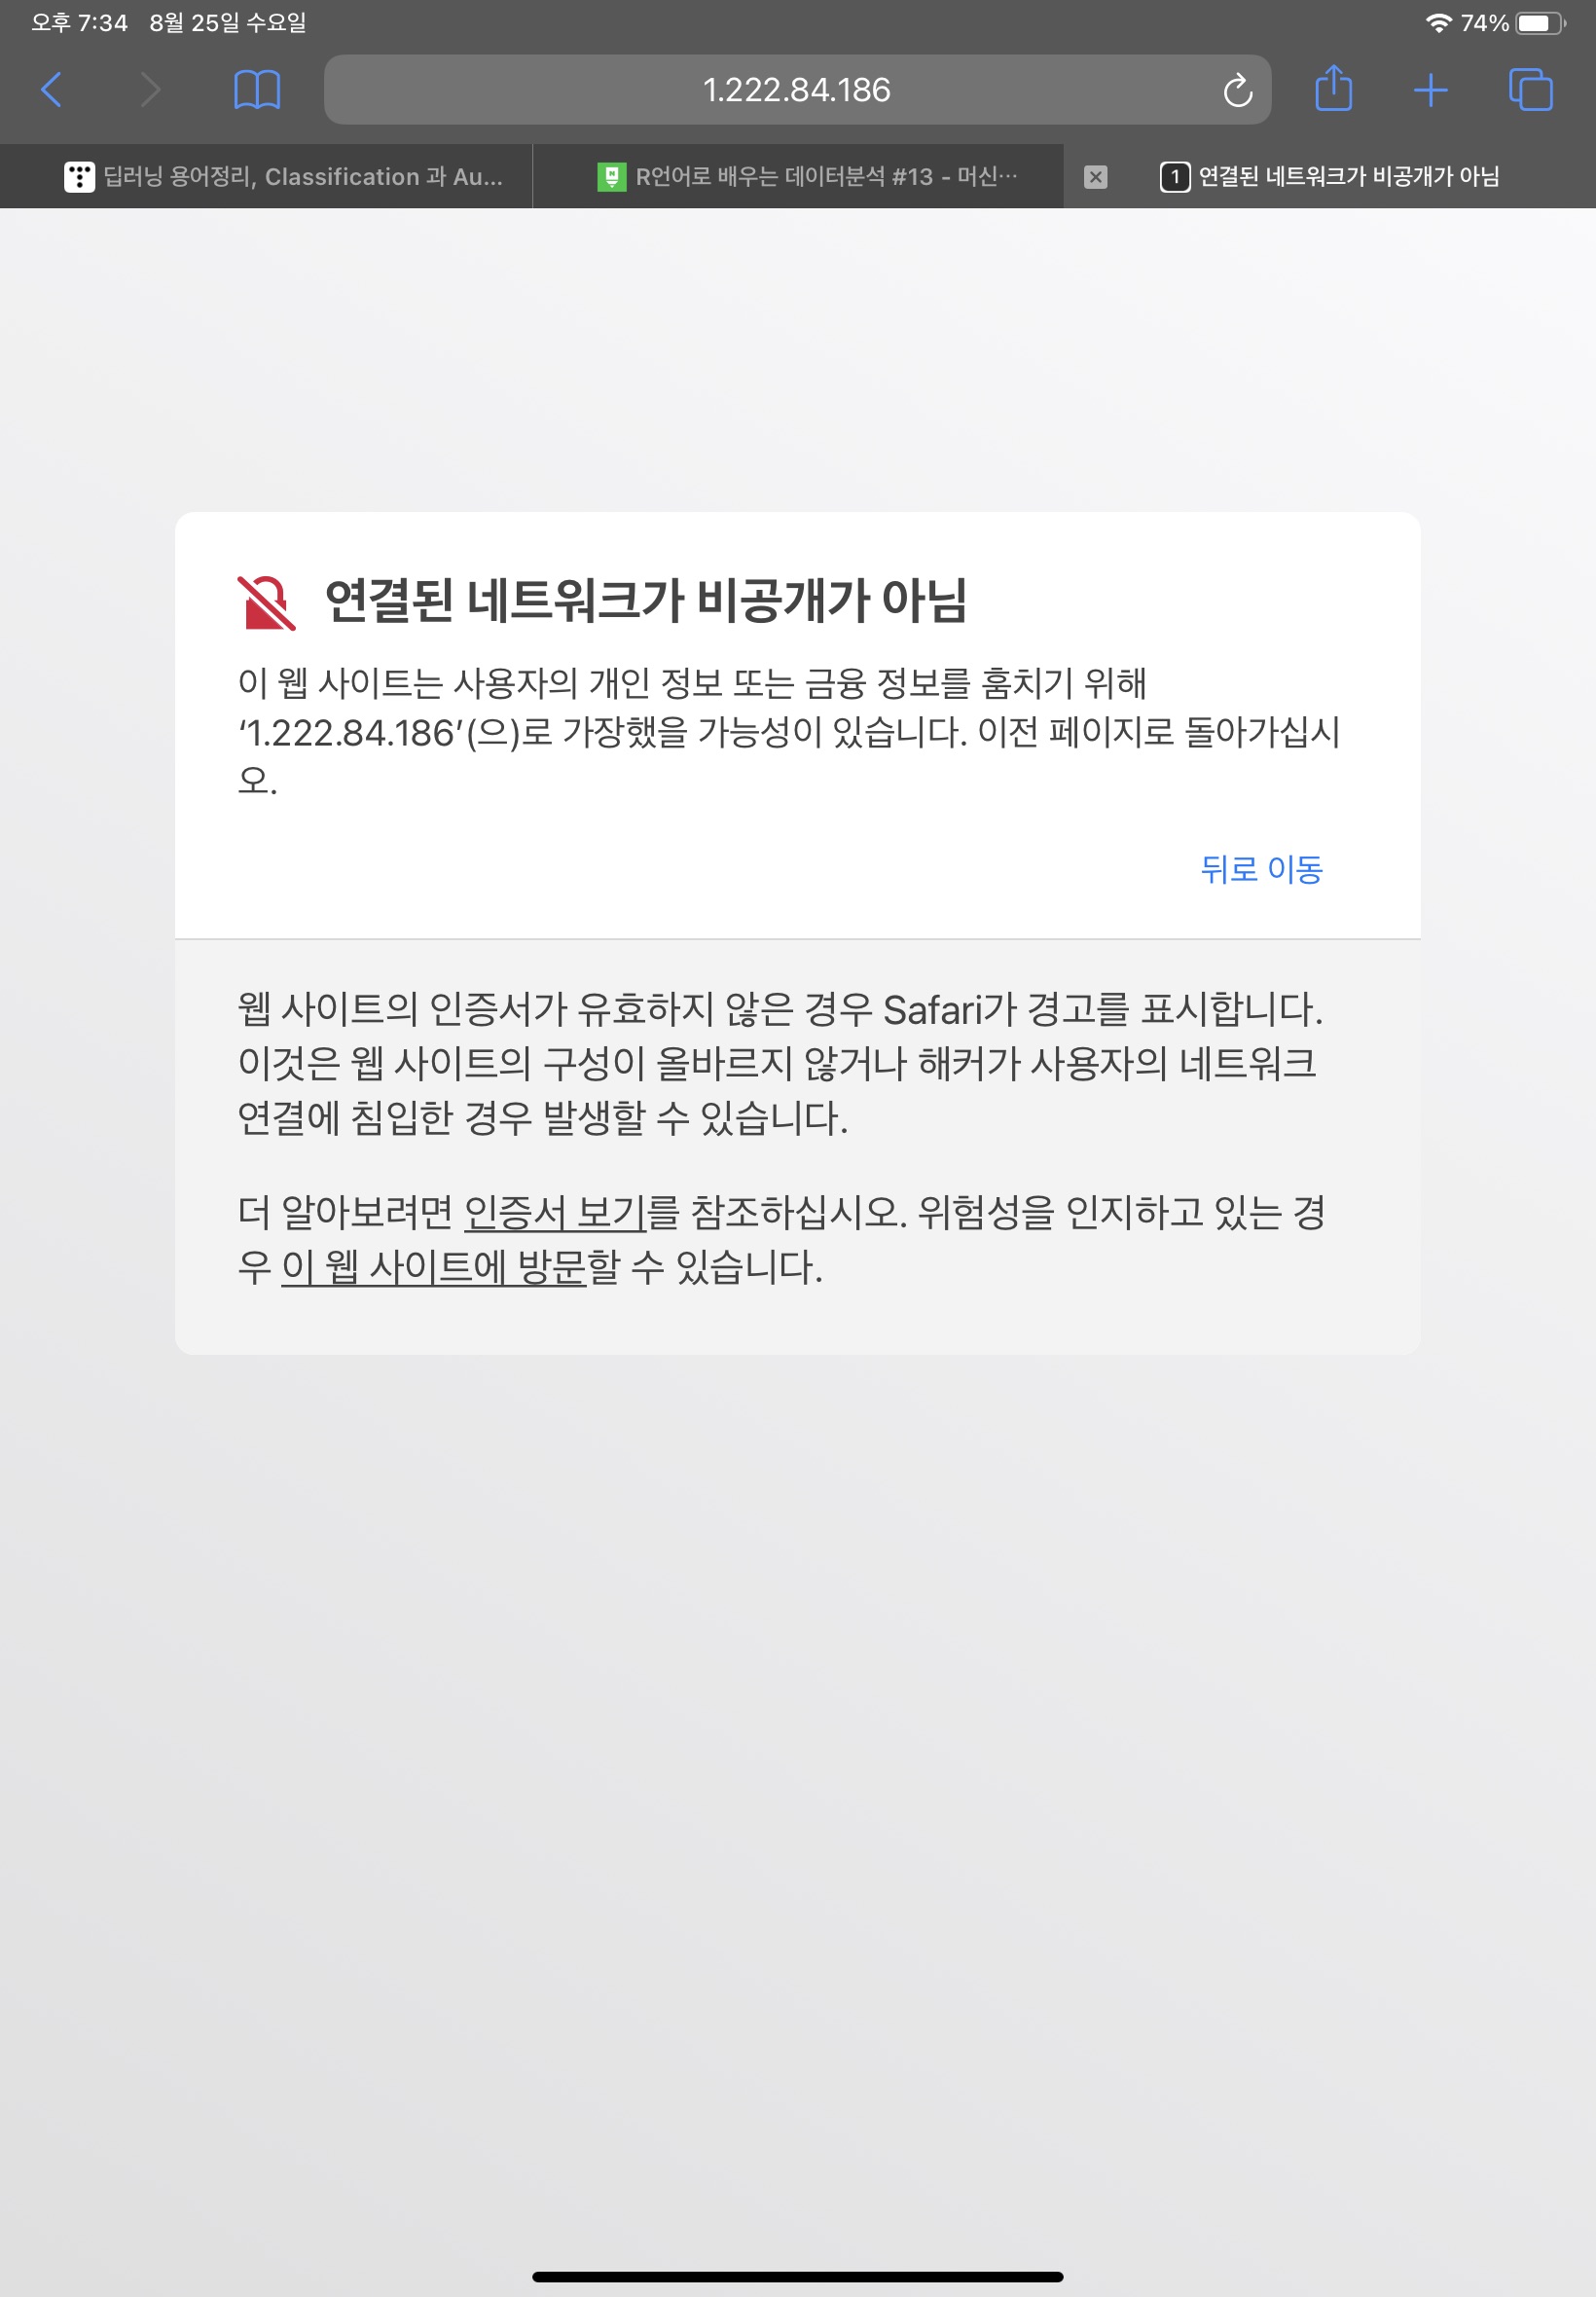 오후 7:34 8월 25일 수요일
74%
1.222.84.186
딥러닝 용어정리, Classification 과 Au...
R언어로 배우는 데이터분석 #13 - 머신...
1 연결된 네트워크가 비공개가 아님
연결된 네트워크가 비공개가 아님
이 웹 사이트는 사용자의 개인 정보 또는 금융 정보를 훔치기 위해
‘1.222.84.186’(으)로 가장했을 가능성이 있습니다. 이전 페이지로 돌아가십시
오.
뒤로 이동
웹 사이트의 인증서가 유효하지 않은 경우 Safari가 경고를 표시합니다.
이것은 웹 사이트의 구성이 올바르지 않거나 해커가 사용자의 네트워크
연결에 침입한 경우 발생할 수 있습니다.
더 알아보려면 인증서 보기를 참조하십시오. 위험성을 인지하고 있는 경
우 이 웹 사이트에 방문할 수 있습니다.